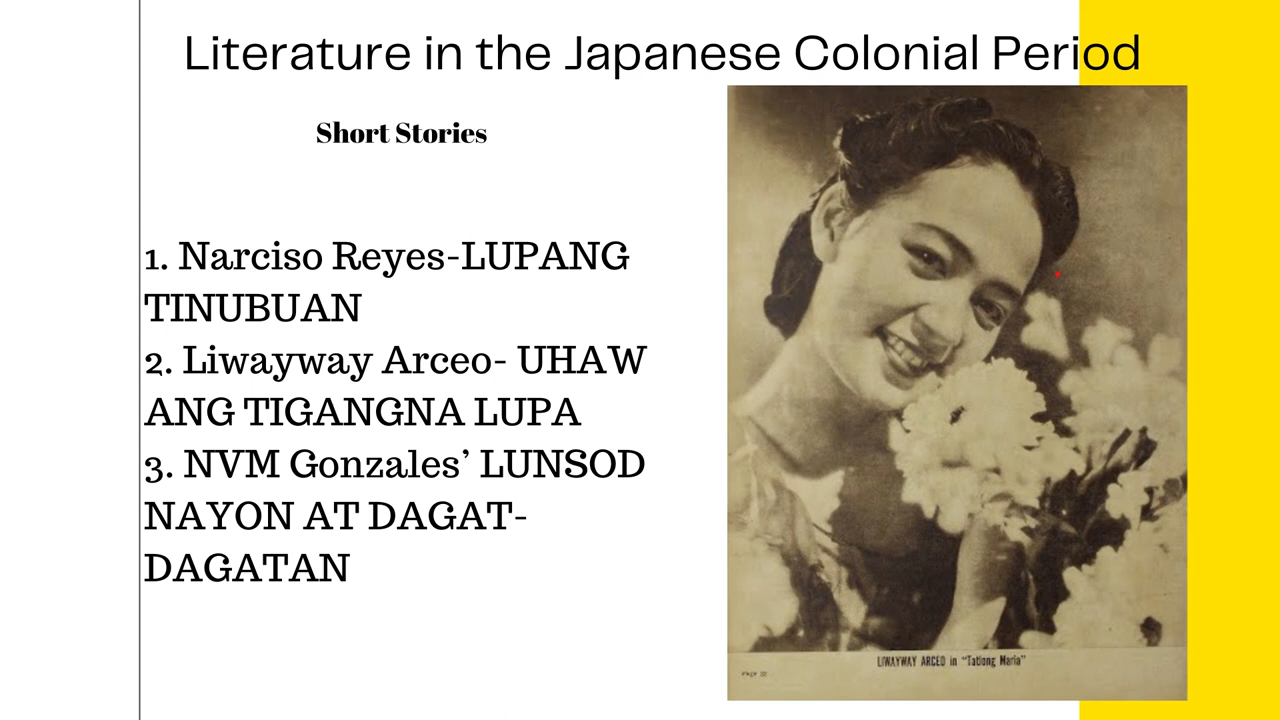 Literature in the Japanese Colonial Period
Short Stories
1. Narciso Reyes-LUPANG
TINUBUAN
2. Liwayway Arceo- UHAW
ANG TIGANGNA LUPA
3. NVM Gonzales’ LUNSOD
NAYON AT DAGAT-
DAGATAN
LIWAYWAY ARCEO in "Tatlong Maria"